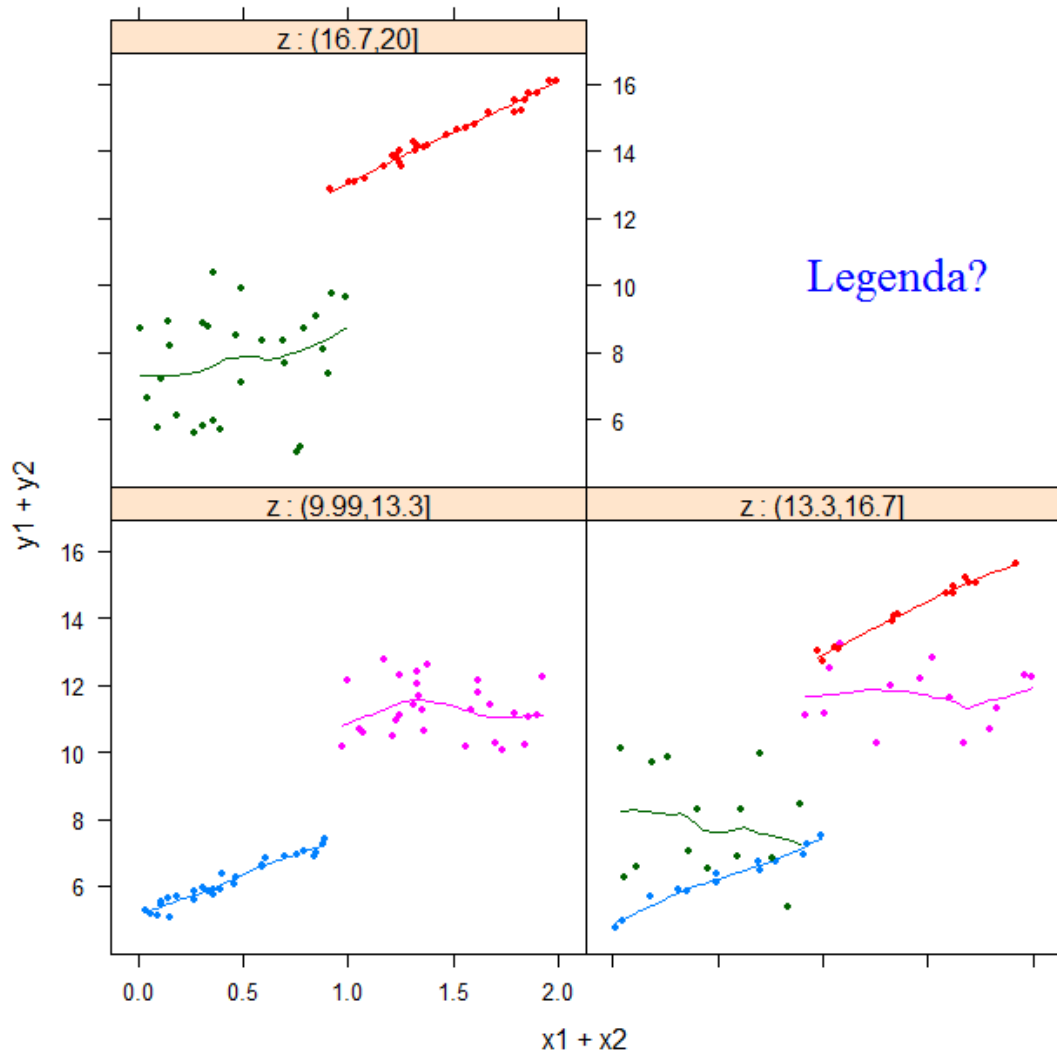 z : (16.7,20]
16
14
12
10
8
6
Legenda?
y1 + y2
z : (9.99,13.3]
z : (13.3,16.7]
16
14
12
10
8
6
0.0 0.5 1.0 1.5 2.0
x1 + x2